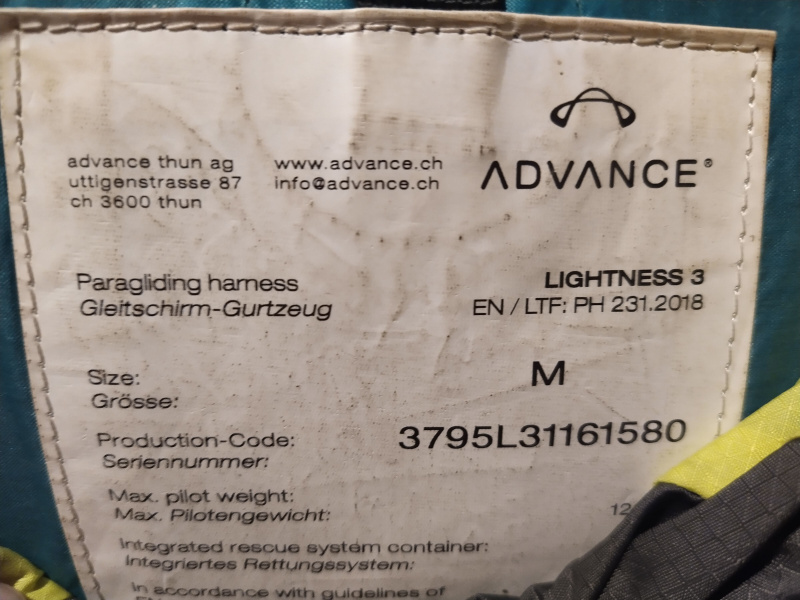 ADVANCE®
advance thun ag
uttigenstrasse 87
ch 3600 thun
www.advance.ch
info@advance.ch
Paragliding harness
Gleitschirm-Gurtzeug
LIGHTNESS 3
EN / LTF: PH 231.2018
Size:
Grösse:
M
Production-Code:
Seriennummer:
3795L31161580
Max. pilot weight:
Max. Pilotengewicht:
Integrated rescue system container:
Integriertes Rettungssystem:
In accordance with guidelines of